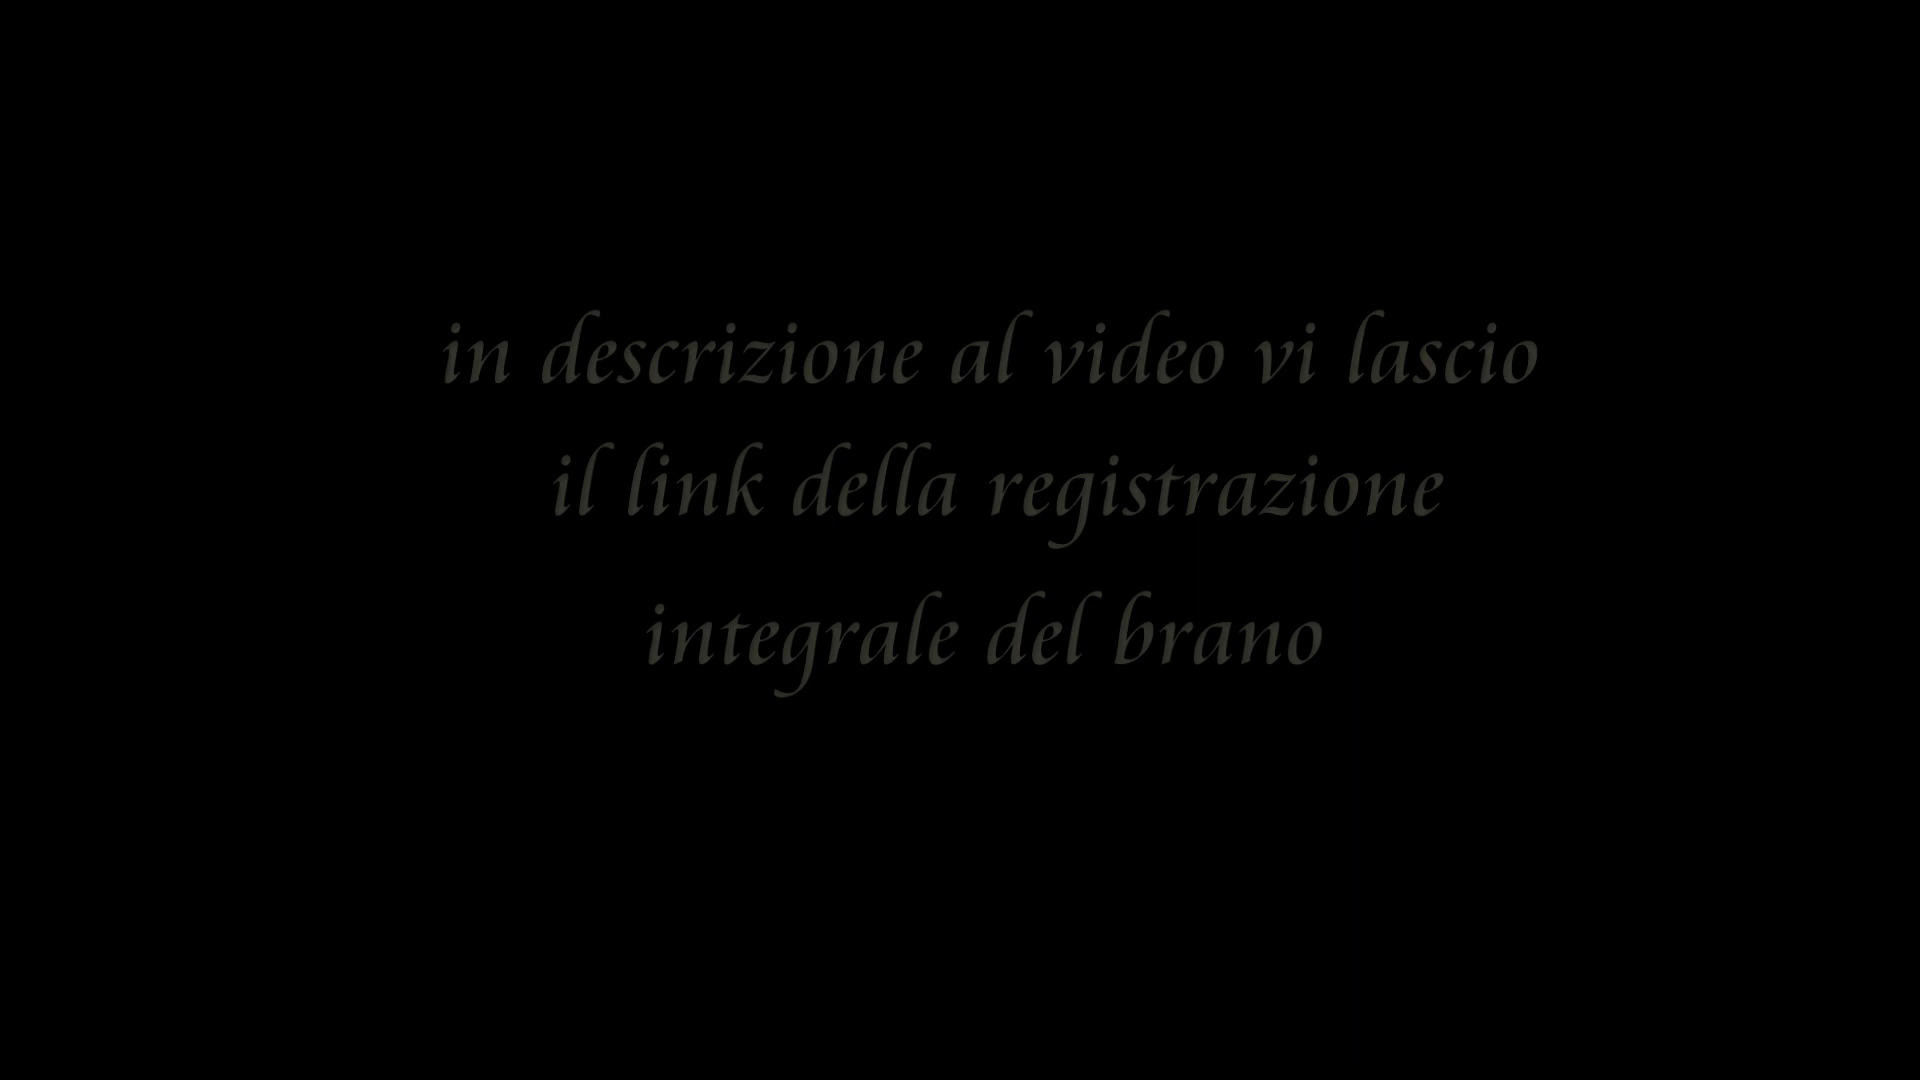 in descrizione al video vi lascio
il link della registrazione
integrale del brano